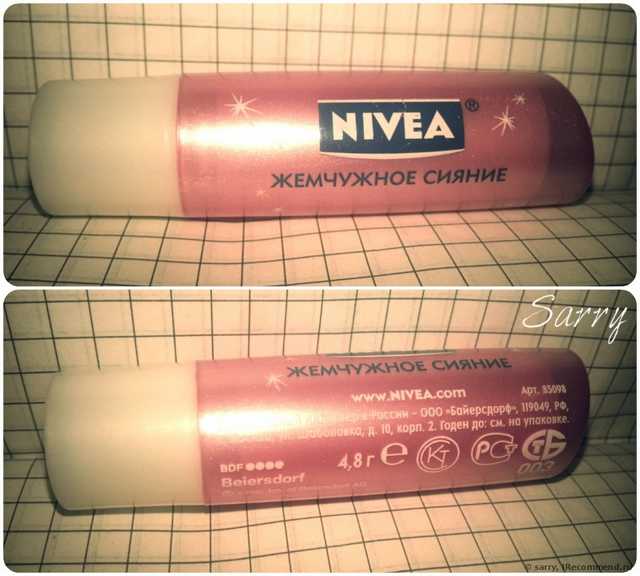 NIVEA®
ЖЕМЧУЖНОЕ СИЯНИЕ
Sarry
ЖЕМЧУЖНОЕ СИЯНИЕ
www.NIVEA.com
Арт. 85098
в России - ООО «Байерсдорф», 119049, РФ,
Шаболовка, д. 10, корп. 2. Годен до: см. на упаковке.
BDF
4,8 г e
Beiersdorf
003
© sarry, IRecommend.ru